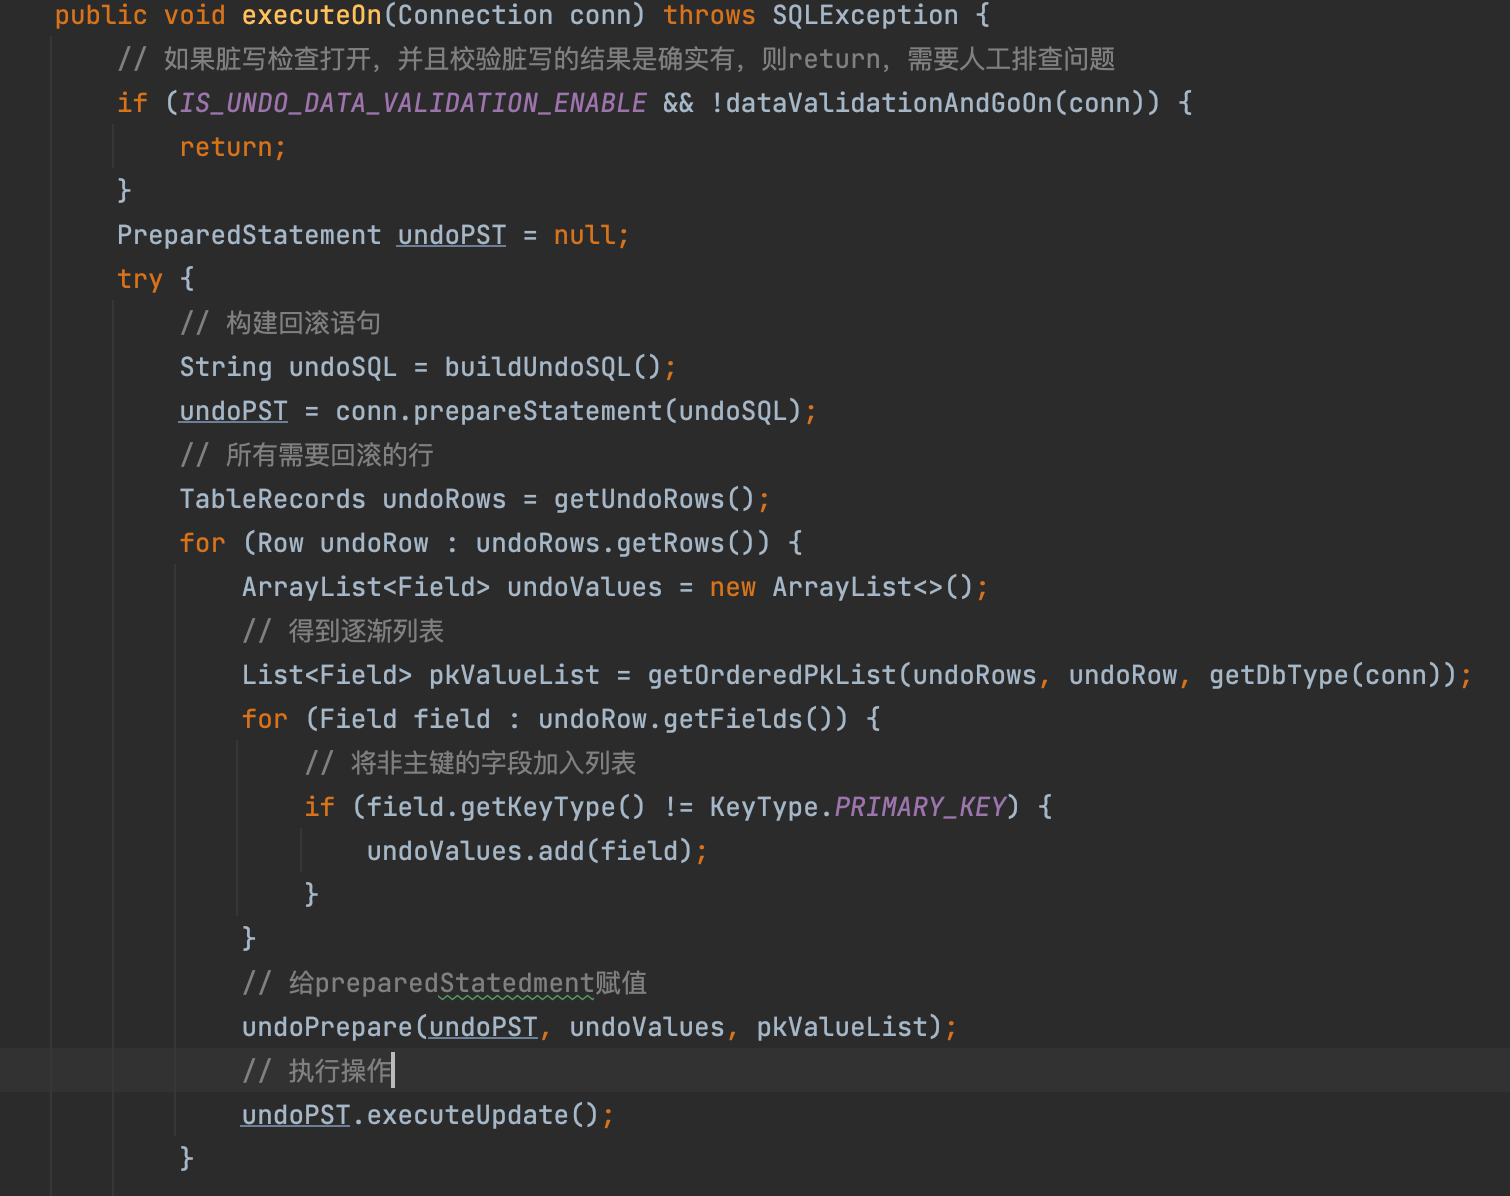 public void executeOn(Connection conn) throws SQLException {
// 如果脏写检查打开，并且校验脏写的结果是确实有，则return，需要人工排查问题
if (IS_UNDO_DATA_VALIDATION_ENABLE && !dataValidationAndGoOn(conn)) {
return;
}
PreparedStatement undoPST = null;
try {
// 构建回滚语句
String undoSQL = buildUndoSQL();
undoPST = conn.prepareStatement(undoSQL);
// 所有需要回滚的行
TableRecords undoRows = getUndoRows();
for (Row undoRow : undoRows.getRows()) {
ArrayList<Field> undoValues = new ArrayList<>();
// 得到逐渐列表
List<Field> pkValueList = getOrderedPkList(undoRows, undoRow, getDbType(conn));
for (Field field : undoRow.getFields()) {
// 将非主键的字段加入列表
if (field.getKeyType() != KeyType.PRIMARY_KEY) {
undoValues.add(field);
}
}
// 给preparedStatedment赋值
undoPrepare(undoPST, undoValues, pkValueList);
// 执行操作
undoPST.executeUpdate();
}